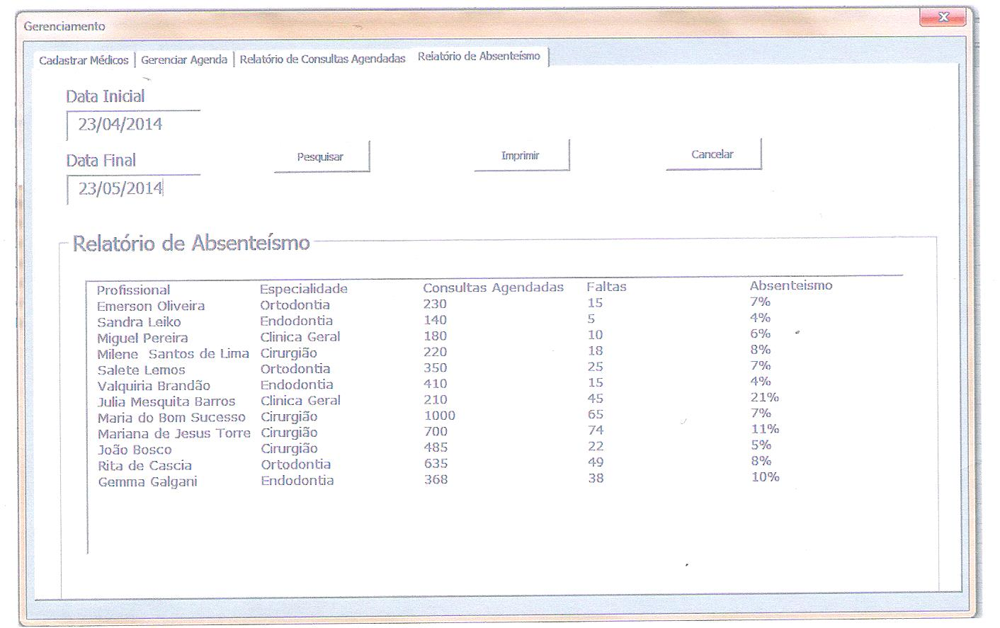 Gerenciamento
X
Cadastrar Médicos Gerenciar Agenda Relatório de Consultas Agendadas Relatório de Absenteísmo
Data Inicial
23/04/2014
Data Final
23/05/2014
Pesquisar Imprimir Cancelar
Relatório de Absenteísmo
Profissional Especialidade Consultas Agendadas Faltas Absenteismo
Emerson Oliveira Ortodontia 230 15 7%
Sandra Leiko Endodontia 140 5 4%
Miguel Pereira Clinica Geral 180 10 6%
Milene Santos de Lima Cirurgião 220 18 8%
Salete Lemos Ortodontia 350 25 7%
Valquiria Brandão Endodontia 410 15 4%
Julia Mesquita Barros Clinica Geral 210 45 21%
Maria do Bom Sucesso Cirurgião 1000 65 7%
Mariana de Jesus Torre Cirurgião 700 74 11%
João Bosco Cirurgião 485 22 5%
Rita de Cascia Ortodontia 635 49 8%
Gemma Galgani Endodontia 368 38 10%